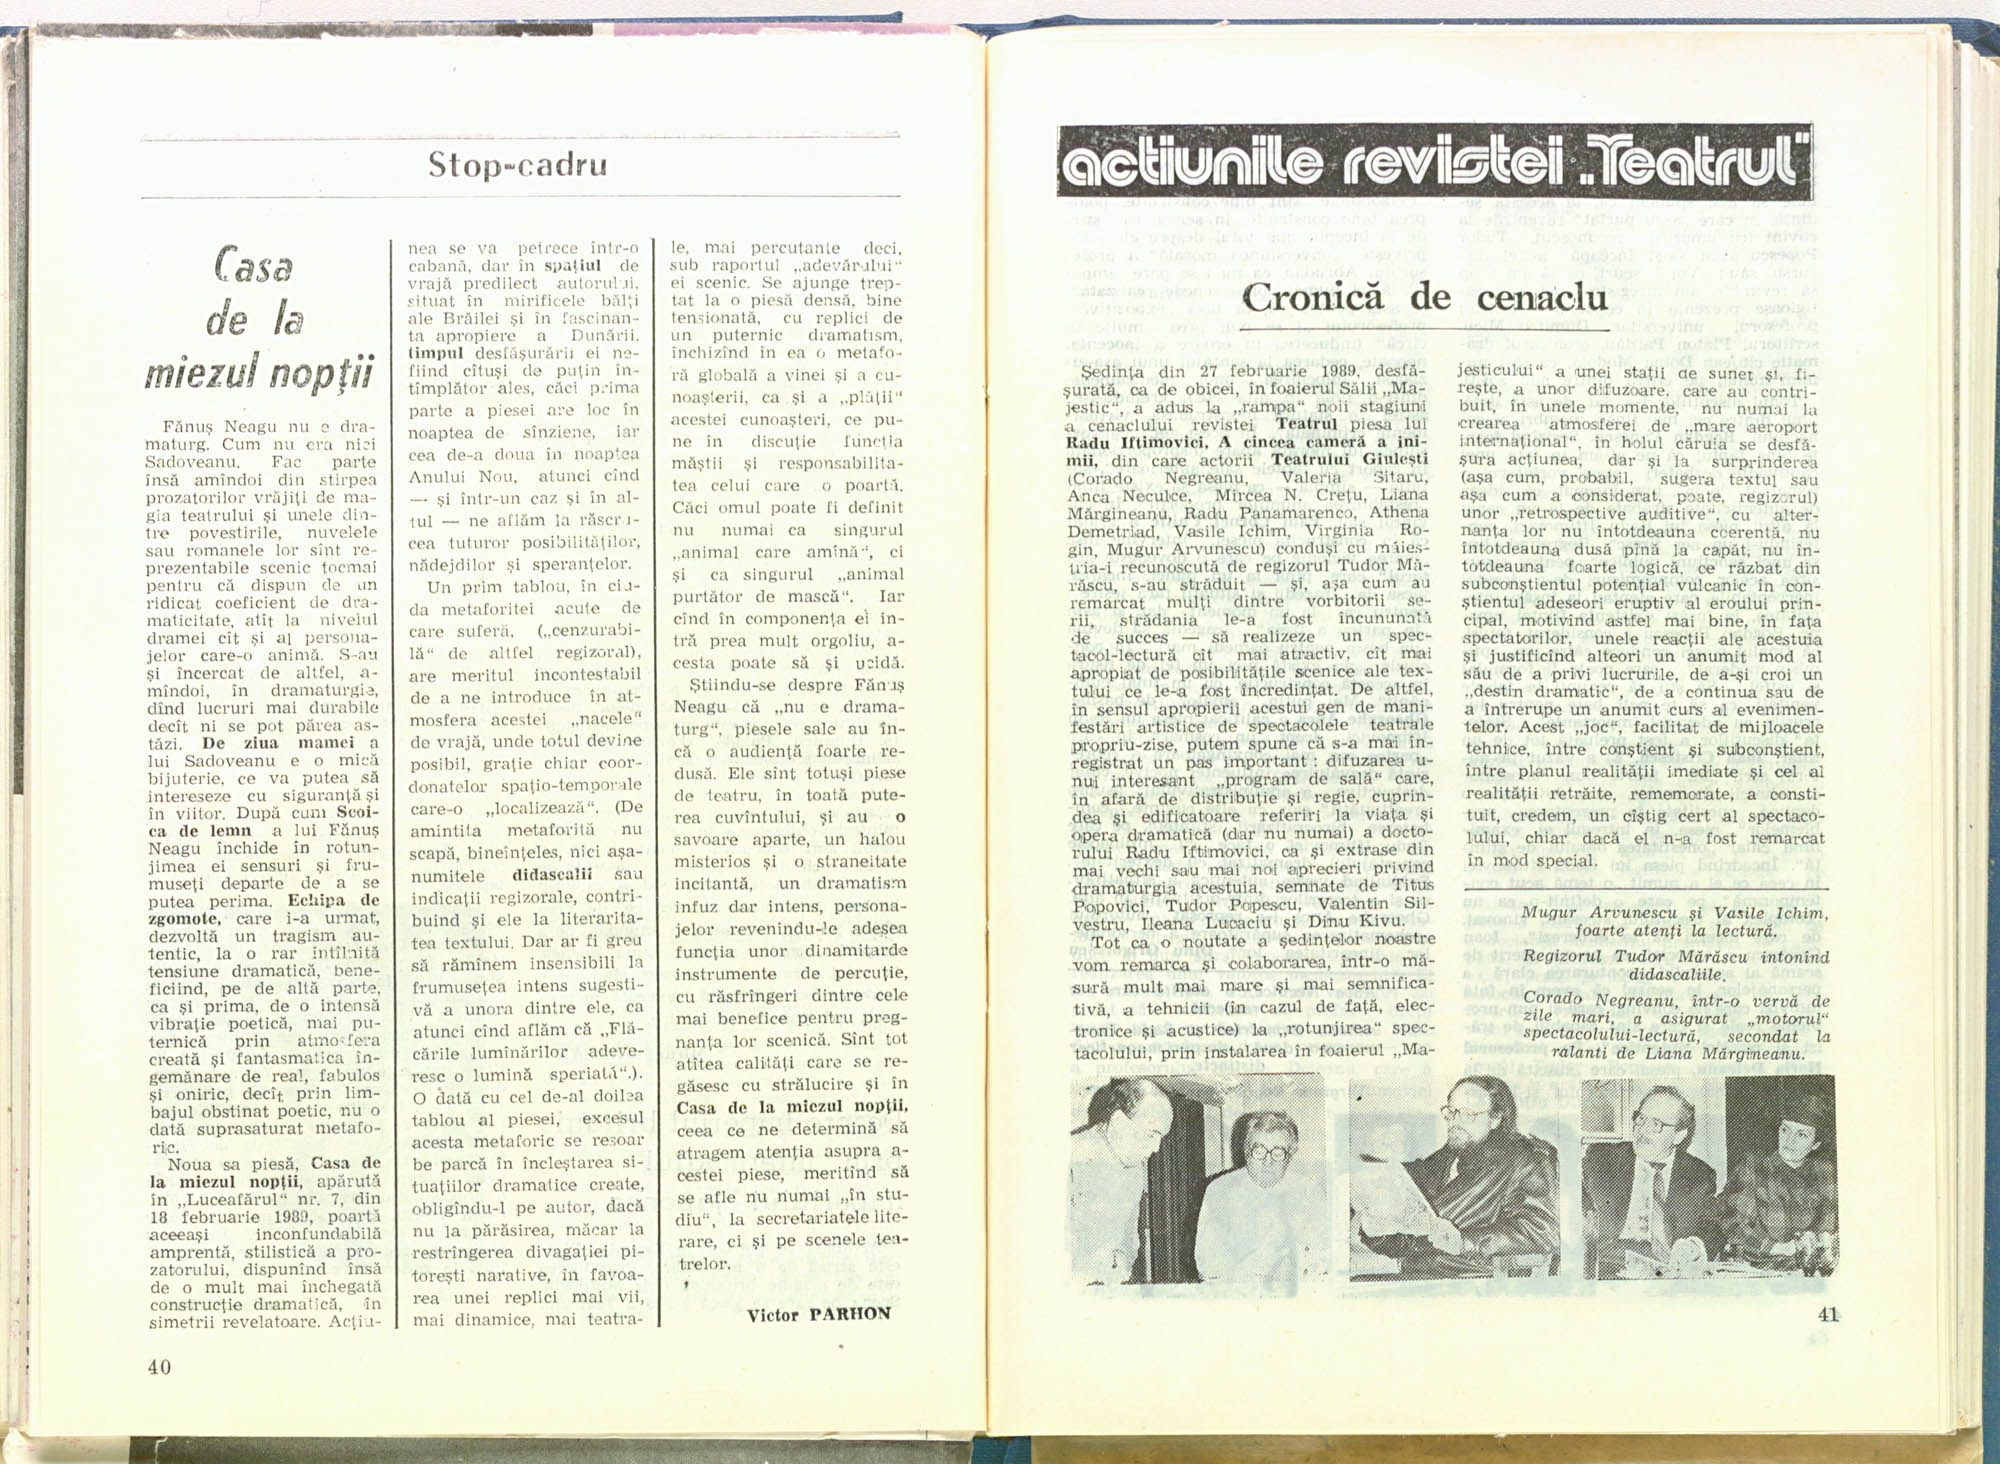 Stop-cadru
Casa
de la
miezul nopții
Fănuș Neagu nu e dra-
maturg. Cum nu era nici
Sadoveanu. Fac parte
însă amîndoi din stirpea
prozatorilor vrăjiți de ma-
gia teatrului și unele din-
tre povestirile, nuvelele
sau romanele lor sînt re-
prezentabile scenic tocmai
pentru că dispun de un
ridicat coeficient de dra-
maticitate, atît la nivelul
dramei cît și al persona-
jelor care-o animă. S-au
și încercat de altfel, a-
mîndoi, în dramaturgie,
dînd lucruri mai durabile
decît ni se pot părea as-
tăzi. De ziua mamei a
lui Sadoveanu e o mică
bijuterie, ce va putea să
intereseze cu siguranță și
în viitor. După cum Scoi-
ca de lemn a lui Fănuș
Neagu închide în rotun-
jimea ei sensuri și fru-
museți departe de a se
putea perima. Echipa de
zgomote, care i-a urmat,
dezvoltă un tragism au-
tentic, la o rar întîlnită
tensiune dramatică, bene-
ficiind, pe de altă parte,
ca și prima, de o intensă
vibrație poetică, mai pu-
ternică prin atmosfera
creată și fantasmatica în-
gemănare de real, fabulos
și oniric, decît prin lim-
bajul obstinat poetic, nu o
dată suprasaturat metafo-
ric.
Noua sa piesă, Casa de
la miezul nopții, apărută
în „Luceafărul“ nr. 7, din
18 februarie 1989, poartă
aceeași inconfundabilă
amprentă, stilistică a pro-
zatorului, dispunînd însă
de o mult mai închegată
construcție dramatică, în
simetrii revelatoare. Acțiu-
nea se va petrece într-o
cabană, dar în spațiul de
vrajă predilect autorului,
situat în mirificele bălți
ale Brăilei și în fascinan-
ta apropiere a Dunării,
timpul desfășurării ei ne-
fiind cîtuși de puțin în-
tîmplător ales, căci prima
parte a piesei are loc în
noaptea de sînziene, iar
cea de-a doua în noaptea
Anului Nou, atunci cînd
— și într-un caz și în al-
tul — ne aflăm la răscru-
cea tuturor posibilităților,
nădejdilor și speranțelor.
Un prim tablou, în ciu-
da metaforitei acute de
care suferă, („cenzurabi-
lă“ de altfel regizoral),
are meritul incontestabil
de a ne introduce în at-
mosfera acestei „nacele“
de vrajă, unde totul devine
posibil, grație chiar coor-
donatelor spațio-temporale
care-o „localizează“. (De
amintita metaforită nu
scapă, bineînțeles, nici așa-
numitele didascalii sau
indicații regizorale, contri-
buind și ele la literarita-
tea textului. Dar ar fi greu
să rămînem insensibili la
frumusețea intens sugesti-
vă a unora dintre ele, ca
atunci cînd aflăm că „Flă-
cările lumînărilor adeve-
resc o lumină speriată“.).
O dată cu cel de-al doilea
tablou al piesei, excesul
acesta metaforic se resoar
be parcă în încleștarea si-
tuațiilor dramatice create,
obligîndu-l pe autor, dacă
nu la părăsirea, măcar la
restrîngerea divagației pi-
torești narative, în favoa-
rea unei replici mai vii,
mai dinamice, mai teatra-
le, mai percutante deci,
sub raportul „adevărului“
ei scenic. Se ajunge trep-
tat la o piesă densă, bine
tensionată, cu replici de
un puternic dramatism,
închizînd în ea o metafo-
ră globală a vinei și a cu-
noașterii, ca și a „plății“
acestei cunoașteri, ce pu-
ne în discuție funcția
măștii și responsabilita-
tea celui care o poartă.
Căci omul poate fi definit
nu numai ca singurul
„animal care amînă“, ci
și ca singurul „animal
purtător de mască“. Iar
cînd în componența ei in-
tră prea mult orgoliu, a-
cesta poate să și ucidă.
Știindu-se despre Fănuș
Neagu că „nu e drama-
turg“, piesele sale au în-
că o audiență foarte re-
dusă. Ele sînt totuși piese
de teatru, în toată pute-
rea cuvîntului, și au o
savoare aparte, un halou
misterios și o straneitate
incitantă, un dramatism
infuz dar intens, persona-
jelor revenindu-le adesea
funcția unor dinamitarde
instrumente de percuție,
cu răsfrîngeri dintre cele
mai benefice pentru preg-
nanța lor scenică. Sînt tot
atîtea calități care se re-
găsesc cu strălucire și în
Casa de la miezul nopții,
ceea ce ne determină să
atragem atenția asupra a-
cestei piese, meritînd să
se afle nu numai „în stu-
diu“, la secretariatele lite-
rare, ci și pe scenele tea-
trelor.
Victor PARHON
40
acțiunile revistei „Teatrul“
Cronică de cenaclu
Ședința din 27 februarie 1989, desfă-
șurată, ca de obicei, în foaierul Sălii „Ma-
jestic“, a adus la „rampa“ noii stagiuni
a cenaclului revistei Teatrul piesa lui
Radu Iftimovici, A cincea cameră a ini-
mii, din care actorii Teatrului Giulești
(Corado Negreanu, Valeria Sitaru,
Anca Neculce, Mircea N. Crețu, Liana
Mărgineanu, Radu Panamarenco, Athena
Demetriad, Vasile Ichim, Virginia Ro-
gin, Mugur Arvunescu) conduși cu măies-
tria-i recunoscută de regizorul Tudor Mă-
răscu, s-au străduit — și, așa cum au
remarcat mulți dintre vorbitorii se-
rii, strădania le-a fost încununată
de succes — să realizeze un spec-
tacol-lectură cît mai atractiv, cît mai
apropiat de posibilitățile scenice ale tex-
tului ce le-a fost încredințat. De altfel,
în sensul apropierii acestui gen de mani-
festări artistice de spectacolele teatrale
propriu-zise, putem spune că s-a mai în-
registrat un pas important : difuzarea u-
nui interesant „program de sală“ care,
în afară de distribuție și regie, cuprin-
dea și edificatoare referiri la viața și
opera dramatică (dar nu numai) a docto-
rului Radu Iftimovici, ca și extrase din
mai vechi sau mai noi aprecieri privind
dramaturgia acestuia, semnate de Titus
Popovici, Tudor Popescu, Valentin Sil-
vestru, Ileana Lucaciu și Dinu Kivu.
Tot ca o noutate a ședințelor noastre
vom remarca și colaborarea, într-o mă-
sură mult mai mare și mai semnifica-
tivă, a tehnicii (în cazul de față, elec-
tronice și acustice) la „rotunjirea“ spec-
tacolului, prin instalarea în foaierul „Ma-
jesticului“ a unei stații de sunet și, fi-
rește, a unor difuzoare, care au contri-
buit, în unele momente, nu numai la
crearea atmosferei de „mare aeroport
internațional“, în holul căruia se desfă-
șura acțiunea, dar și la surprinderea
(așa cum, probabil, sugera textul sau
așa cum a considerat, poate, regizorul)
unor „retrospective auditive“, cu alter-
nanța lor nu întotdeauna coerentă, nu
întotdeauna dusă pînă la capăt, nu în-
totdeauna foarte logică, ce răzbat din
subconștientul potențial vulcanic în con-
știentul adeseori eruptiv al eroului prin-
cipal, motivînd astfel mai bine, în fața
spectatorilor, unele reacții ale acestuia
și justificînd alteori un anumit mod al
său de a privi lucrurile, de a-și croi un
„destin dramatic“, de a continua sau de
a întrerupe un anumit curs al evenimen-
telor. Acest „joc“, facilitat de mijloacele
tehnice, între conștient și subconștient,
între planul realității imediate și cel al
realității retrăite, rememorate, a consti-
tuit, credem, un cîștig cert al spectaco-
lului, chiar dacă el n-a fost remarcat
în mod special.
Mugur Arvunescu și Vasile Ichim,
foarte atenți la lectură.
Regizorul Tudor Mărăscu intonînd
didascaliile.
Corado Negreanu, într-o vervă de
zile mari, a asigurat „motorul“
spectacolului-lectură, secondat la
ralanti de Liana Mărgineanu.
41